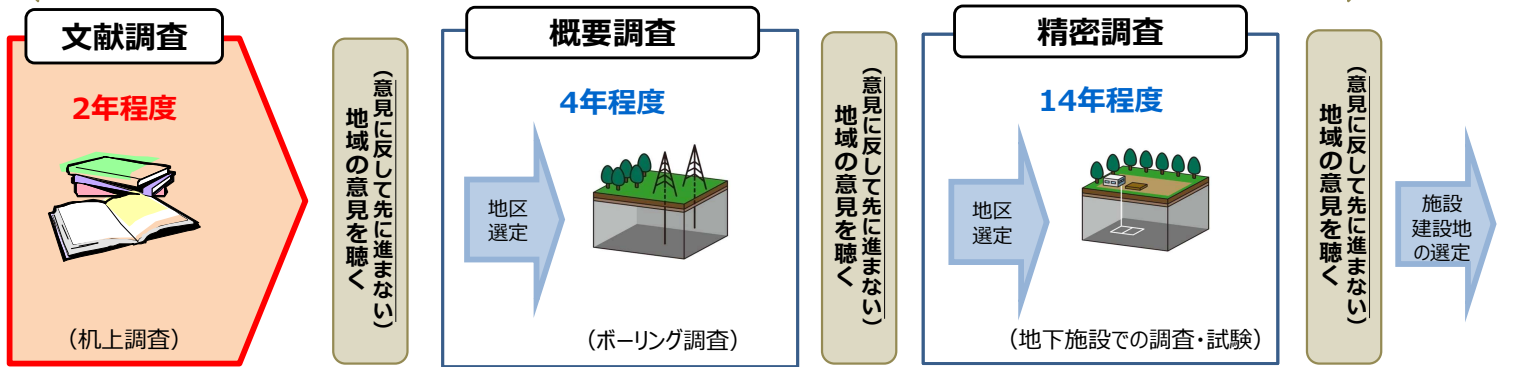 文献調査
2年程度
（机上調査）
地域の意見を聴く
（意見に反して先に進まない）
概要調査
4年程度
地区
選定
（ボーリング調査）
地域の意見を聴く
（意見に反して先に進まない）
精密調査
14年程度
地区
選定
（地下施設での調査・試験）
地域の意見を聴く
（意見に反して先に進まない）
施設
建設地
の選定